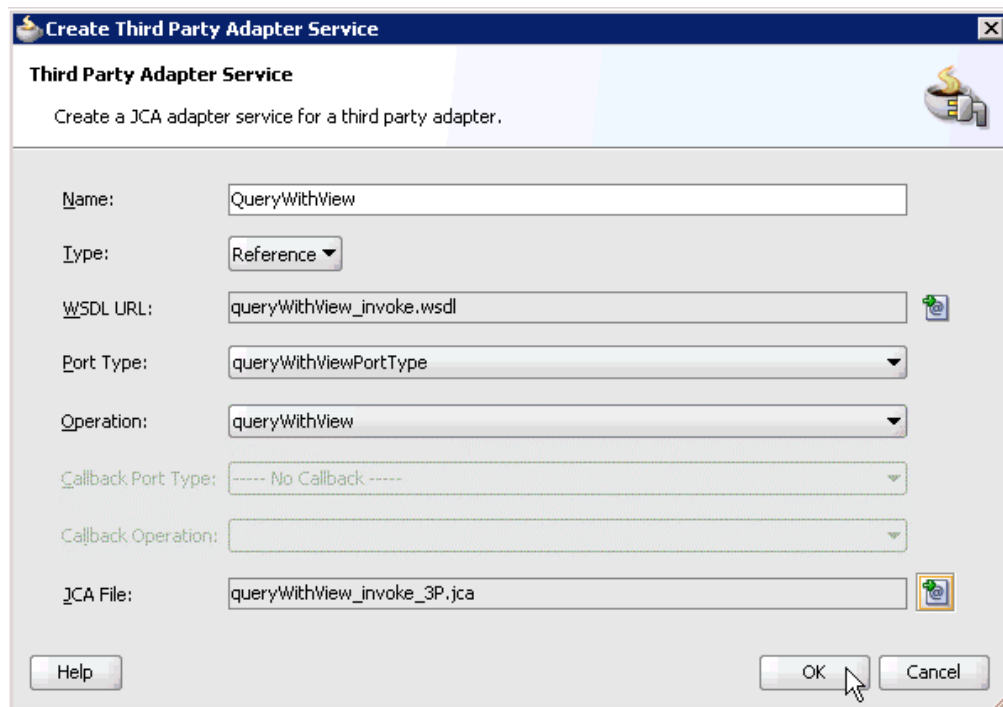 Create Third Party Adapter Service
Third Party Adapter Service
Create a JCA adapter service for a third party adapter.
Name: QueryWithView
Type: Reference
WSDL URL: queryWithView_invoke.wsdl
Port Type: queryWithViewPortType
Operation: queryWithView
Callback Port Type: ----- No Callback -----
Callback Operation:
JCA File: queryWithView_invoke_3P.jca
Help OK Cancel